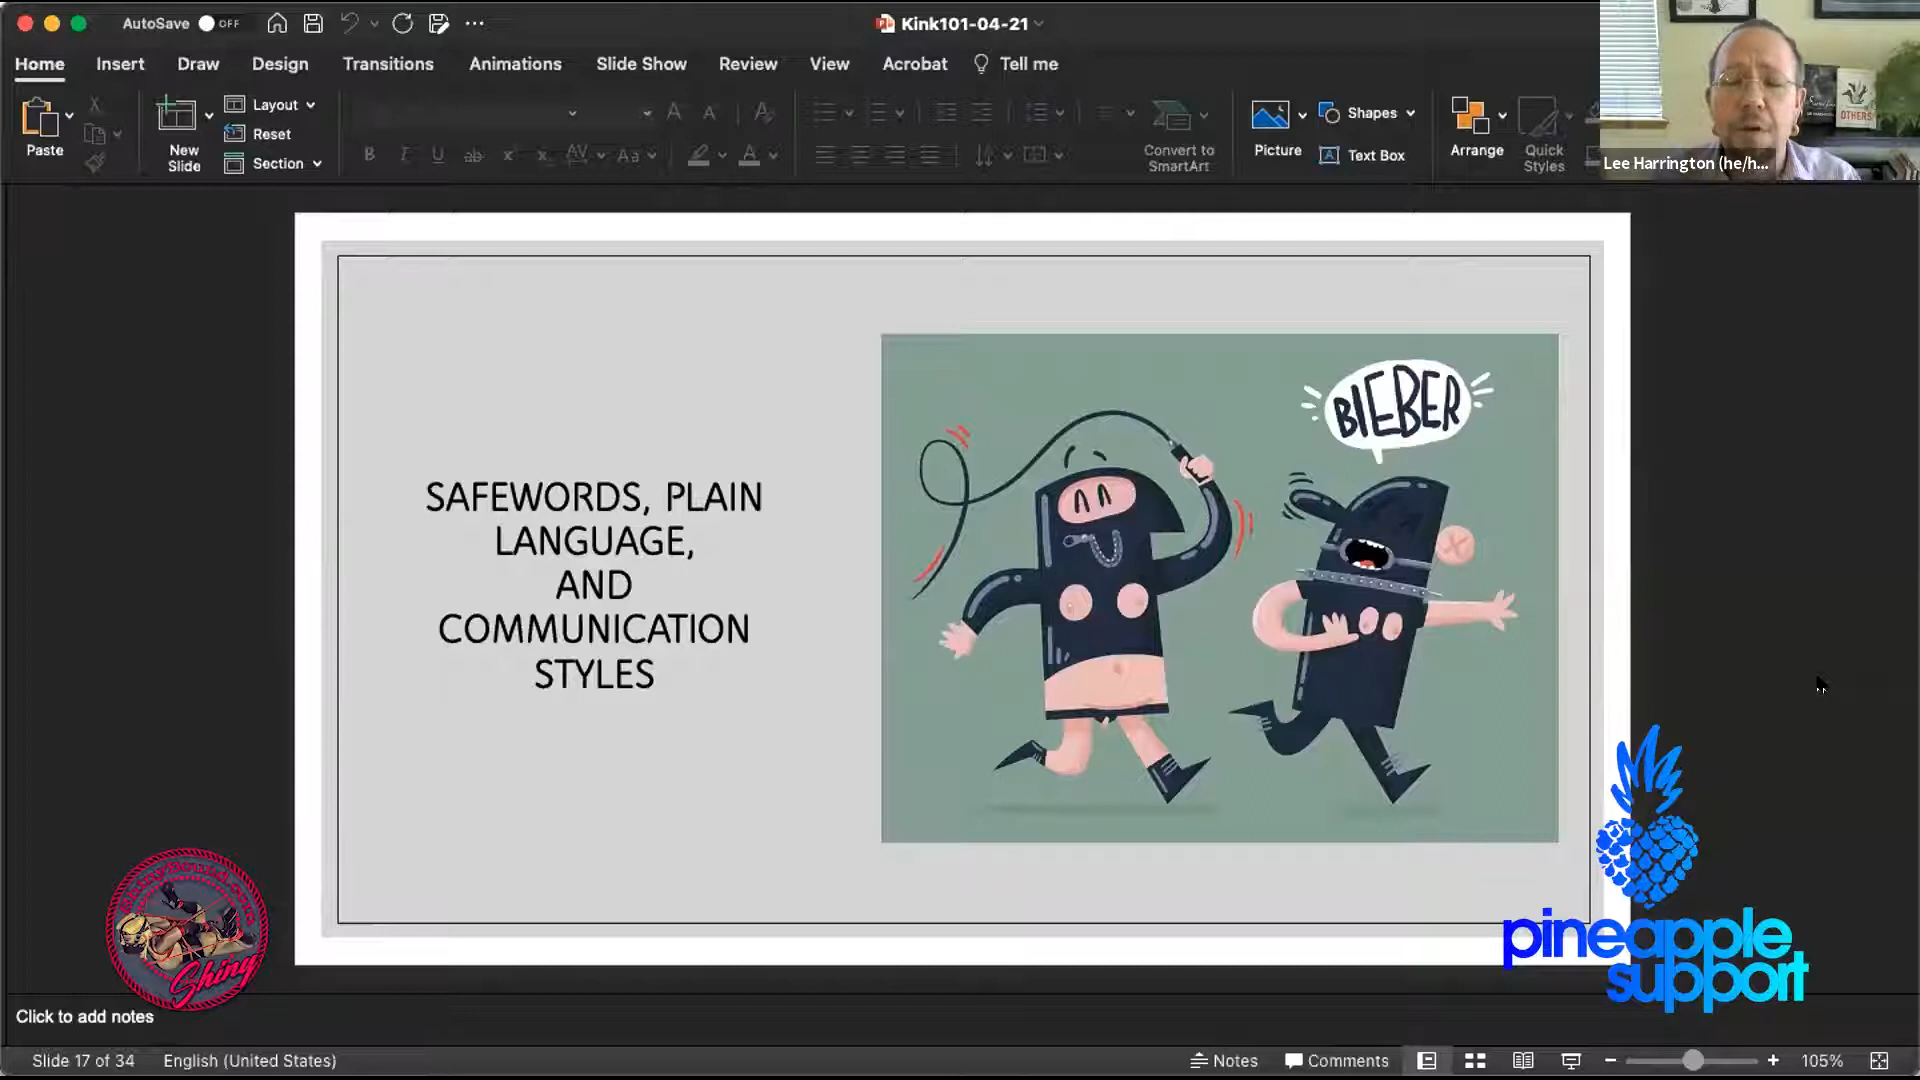 AutoSave OFF
Kink101-04-21
Home Insert Draw Design Transitions Animations Slide Show Review View Acrobat Tell me
Paste
New
Slide
Layout
Reset
Section
Convert to
SmartArt
Picture
Shapes
Text Box
Arrange
Quick
Styles
OTHERS
Lee Harrington (he/h...
SAFEWORDS, PLAIN
LANGUAGE,
AND
COMMUNICATION
STYLES
BIEBER
Shiny
pineapple
support
Click to add notes
Slide 17 of 34 English (United States) Notes Comments 105%